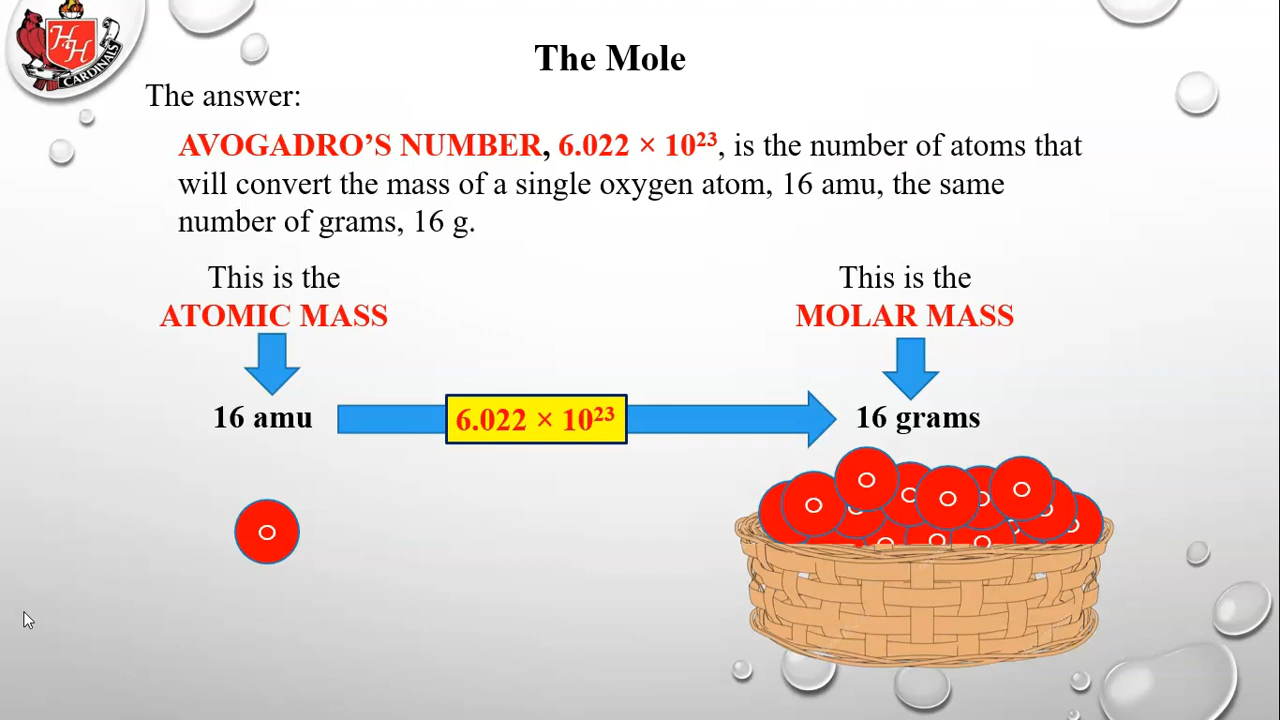 HH
CARDINALS
The Mole
The answer:
AVOGADRO’S NUMBER, 6.022 × 10²³, is the number of atoms that
will convert the mass of a single oxygen atom, 16 amu, the same
number of grams, 16 g.
This is the
ATOMIC MASS
This is the
MOLAR MASS
16 amu
6.022 × 10²³
16 grams
O
O
O
O
O
O
O
O
O
O
O
O
O